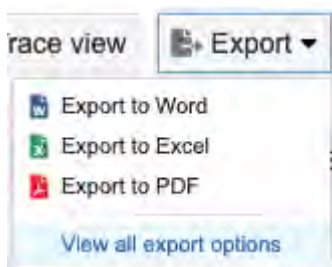 race view Export
Export to Word
Export to Excel
Export to PDF
View all export options